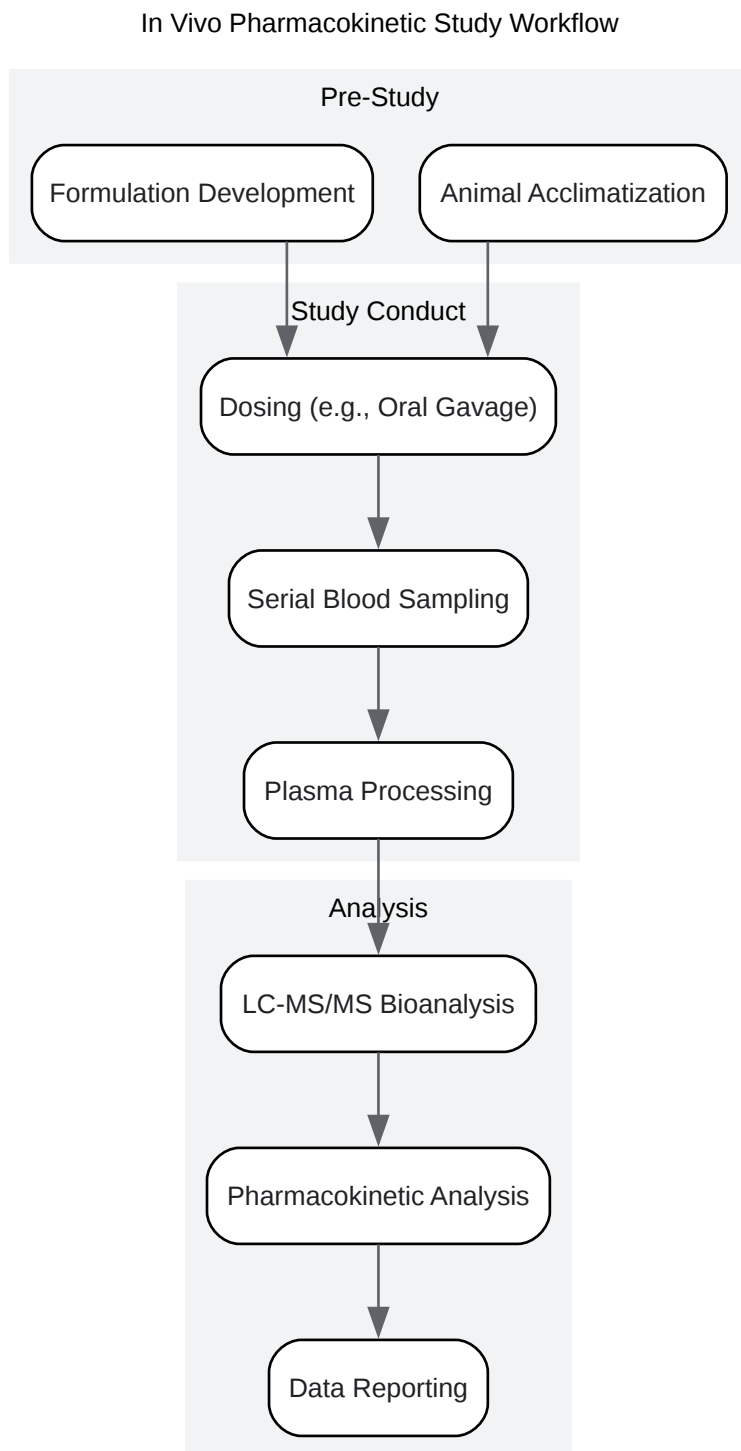 In Vivo Pharmacokinetic Study Workflow
Pre-Study
Formulation Development
Animal Acclimatization
Study Conduct
Dosing (e.g., Oral Gavage)
Serial Blood Sampling
Plasma Processing
Analysis
LC-MS/MS Bioanalysis
Pharmacokinetic Analysis
Data Reporting